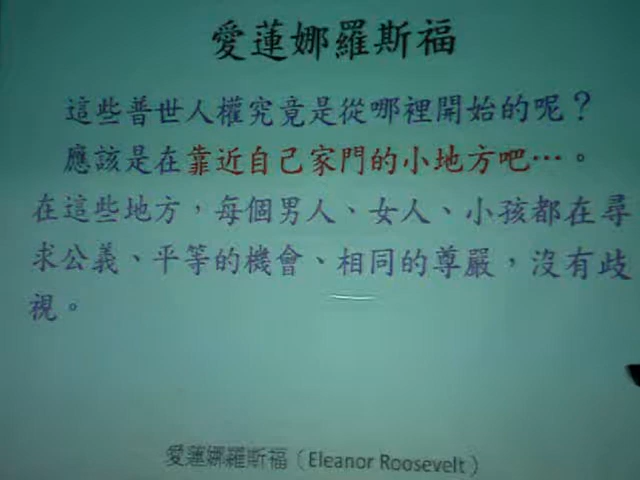 愛蓮娜羅斯福
這些普世人權究竟是從哪裡開始的呢？
應該是在靠近自己家門的小地方吧…。
在這些地方，每個男人、女人、小孩都在尋
求公義、平等的機會、相同的尊嚴，沒有歧
視。
愛蓮娜羅斯福（Eleanor Roosevelt）